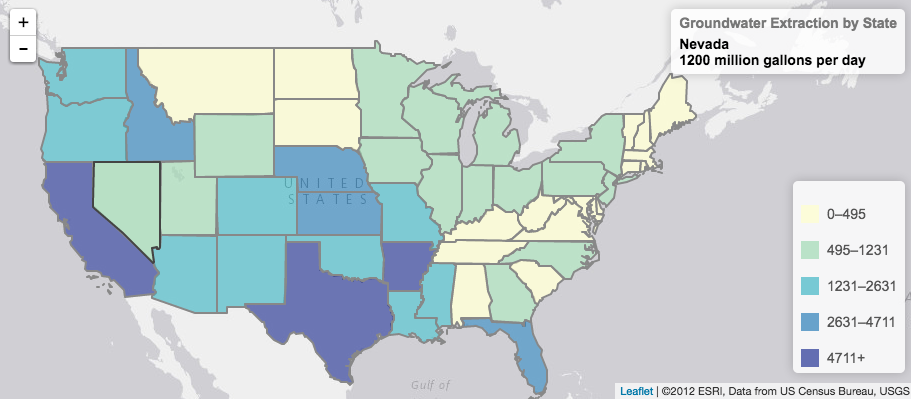 +
−
Groundwater Extraction by State
Nevada
1200 million gallons per day
UNITED
STATES
0–495
495–1231
1231–2631
2631–4711
4711+
Gulf of
Leaflet | ©2012 ESRI, Data from US Census Bureau, USGS